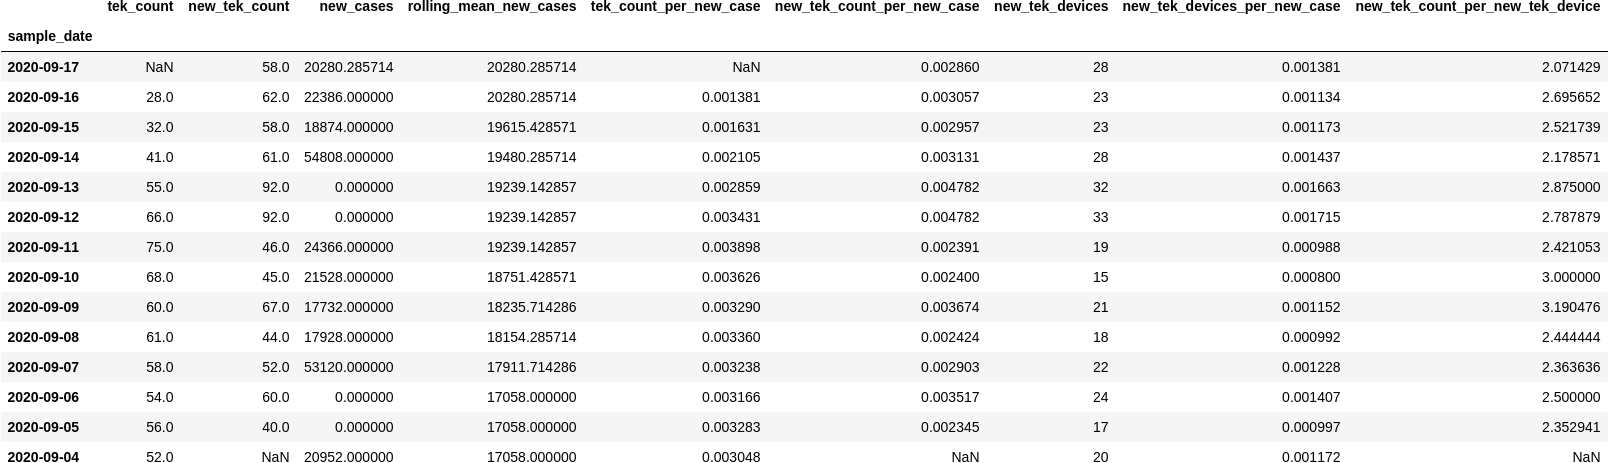 tek_count new_tek_count new_cases rolling_mean_new_cases tek_count_per_new_case new_tek_count_per_new_case new_tek_devices new_tek_devices_per_new_case new_tek_count_per_new_tek_device
sample_date
2020-09-17 NaN 58.0 20280.285714 20280.285714 NaN 0.002860 28 0.001381 2.071429
2020-09-16 28.0 62.0 22386.000000 20280.285714 0.001381 0.003057 23 0.001134 2.695652
2020-09-15 32.0 58.0 18874.000000 19615.428571 0.001631 0.002957 23 0.001173 2.521739
2020-09-14 41.0 61.0 54808.000000 19480.285714 0.002105 0.003131 28 0.001437 2.178571
2020-09-13 55.0 92.0 0.000000 19239.142857 0.002859 0.004782 32 0.001663 2.875000
2020-09-12 66.0 92.0 0.000000 19239.142857 0.003431 0.004782 33 0.001715 2.787879
2020-09-11 75.0 46.0 24366.000000 19239.142857 0.003898 0.002391 19 0.000988 2.421053
2020-09-10 68.0 45.0 21528.000000 18751.428571 0.003626 0.002400 15 0.000800 3.000000
2020-09-09 60.0 67.0 17732.000000 18235.714286 0.003290 0.003674 21 0.001152 3.190476
2020-09-08 61.0 44.0 17928.000000 18154.285714 0.003360 0.002424 18 0.000992 2.444444
2020-09-07 58.0 52.0 53120.000000 17911.714286 0.003238 0.002903 22 0.001228 2.363636
2020-09-06 54.0 60.0 0.000000 17058.000000 0.003166 0.003517 24 0.001407 2.500000
2020-09-05 56.0 40.0 0.000000 17058.000000 0.003283 0.002345 17 0.000997 2.352941
2020-09-04 52.0 NaN 20952.000000 17058.000000 0.003048 NaN 20 0.001172 NaN